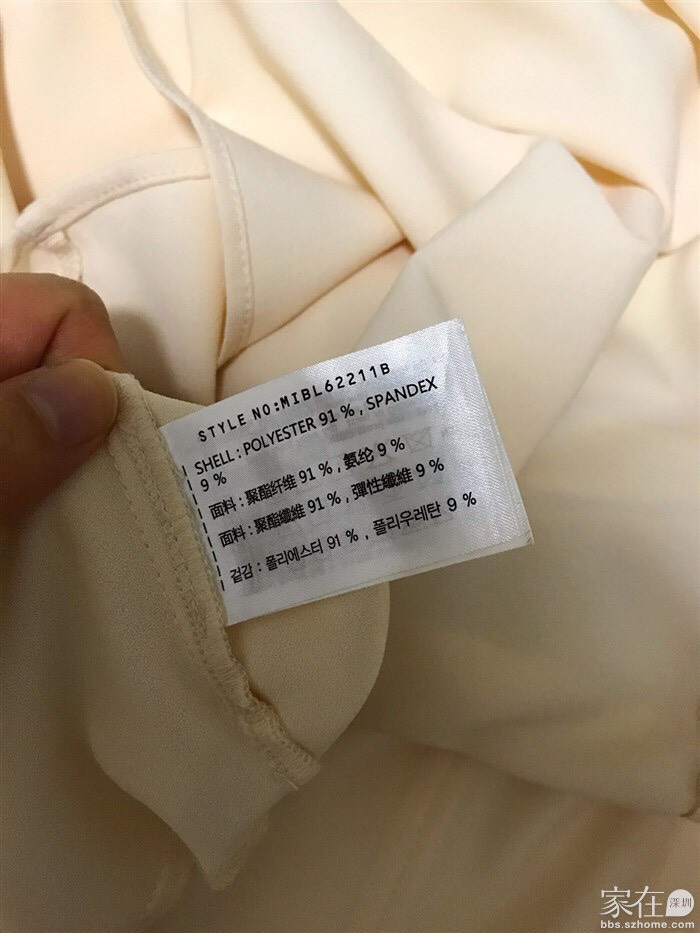 STYLE NO:MIBL62211B
SHELL : POLYESTER 91 % , SPANDEX
9 %
面料 : 聚酯纤维 91 % , 氨纶 9 %
面料 : 聚酯纖維 91 % , 彈性纖維 9 %
겉감 : 폴리에스터 91 % , 폴리우레탄 9 %
家在深圳
bbs.szhome.com